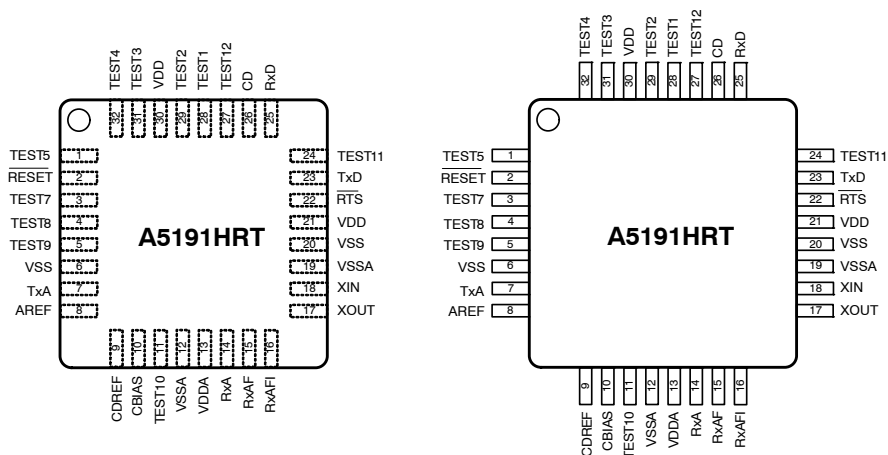 TEST4
TEST3
VDD
TEST2
TEST1
TEST12
CD
RxD
32
31
30
29
28
27
26
25
TEST5 1
RESET 2
TEST7 3
TEST8 4
TEST9 5
VSS 6
TxA 7
AREF 8
A5191HRT
24 TEST11
23 TxD
22 RTS
21 VDD
20 VSS
19 VSSA
18 XIN
17 XOUT
9
10
11
12
13
14
15
16
CDREF
CBIAS
TEST10
VSSA
VDDA
RxA
RxAF
RxAFI
TEST4
TEST3
VDD
TEST2
TEST1
TEST12
CD
RxD
32
31
30
29
28
27
26
25
TEST5 1
RESET 2
TEST7 3
TEST8 4
TEST9 5
VSS 6
TxA 7
AREF 8
A5191HRT
24 TEST11
23 TxD
22 RTS
21 VDD
20 VSS
19 VSSA
18 XIN
17 XOUT
9
10
11
12
13
14
15
16
CDREF
CBIAS
TEST10
VSSA
VDDA
RxA
RxAF
RxAFI